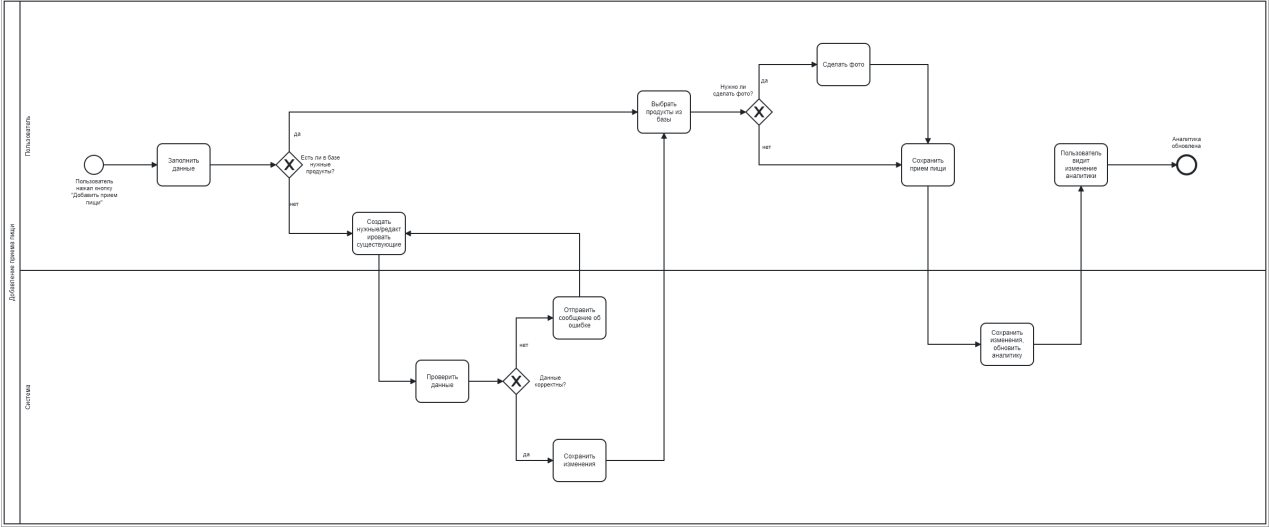 Добавление приема пищи
Пользователь
Пользователь
нажал кнопку
"Добавить прием
пищи"
Заполнить
данные
Есть ли в базе
нужные
продукты?
да
нет
Создать
нужные/редакт
ировать
существующие
Выбрать
продукты из
базы
Нужно ли
сделать фото?
да
нет
Сделать фото
Сохранить
прием пищи
Пользователь
видит
изменение
аналитики
Аналитика
обновлена
Система
Проверить
данные
Данные
корректны?
нет
да
Отправить
сообщение об
ошибке
Сохранить
изменения
Сохранить
изменения,
обновить
аналитику